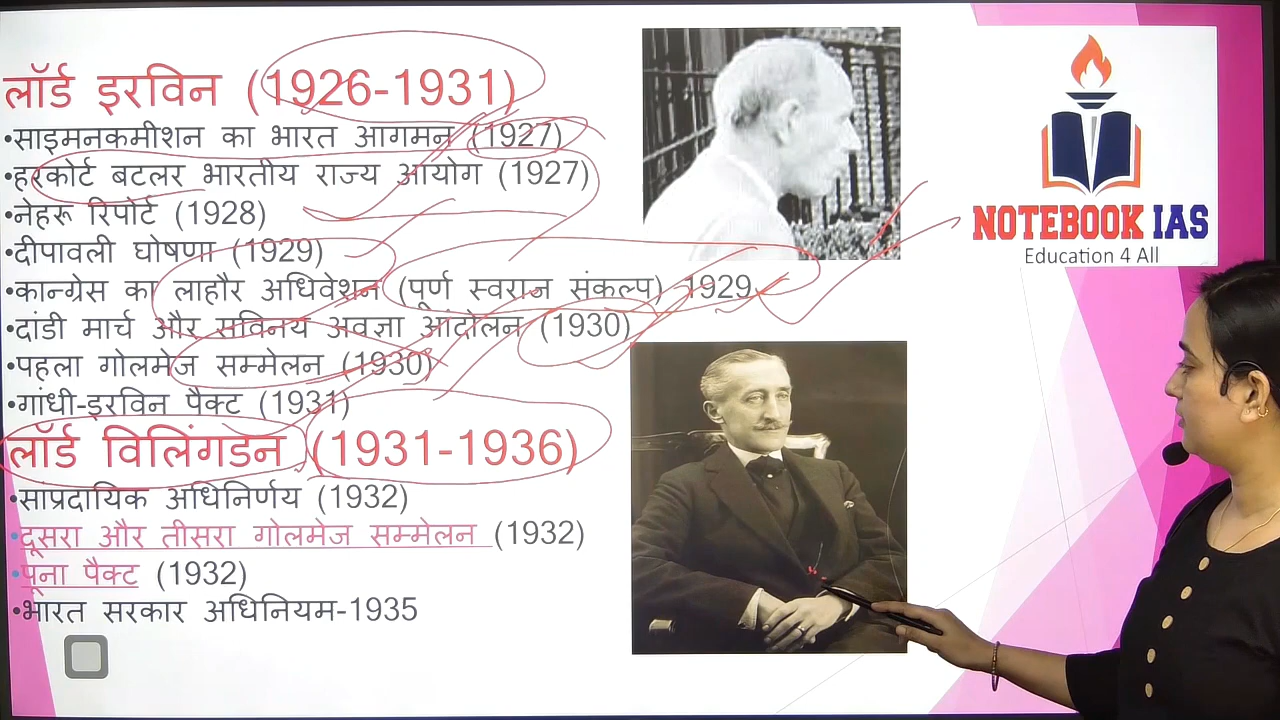 लॉर्ड इरविन (1926-1931)
•साइमनकमीशन का भारत आगमन (1927)
•हरकोर्ट बटलर भारतीय राज्य आयोग (1927)
•नेहरू रिपोर्ट (1928)
•दीपावली घोषणा (1929)
•कान्ग्रेस का लाहौर अधिवेशन (पूर्ण स्वराज संकल्प) 1929
•दांडी मार्च और सविनय अवज्ञा आंदोलन (1930)
•पहला गोलमेज सम्मेलन (1930)
•गांधी-इरविन पैक्ट (1931)
लॉर्ड विलिंगडन (1931-1936)
•सांप्रदायिक अधिनिर्णय (1932)
•दूसरा और तीसरा गोलमेज सम्मेलन (1932)
•पूना पैक्ट (1932)
•भारत सरकार अधिनियम-1935
NOTEBOOK IAS
Education 4 All